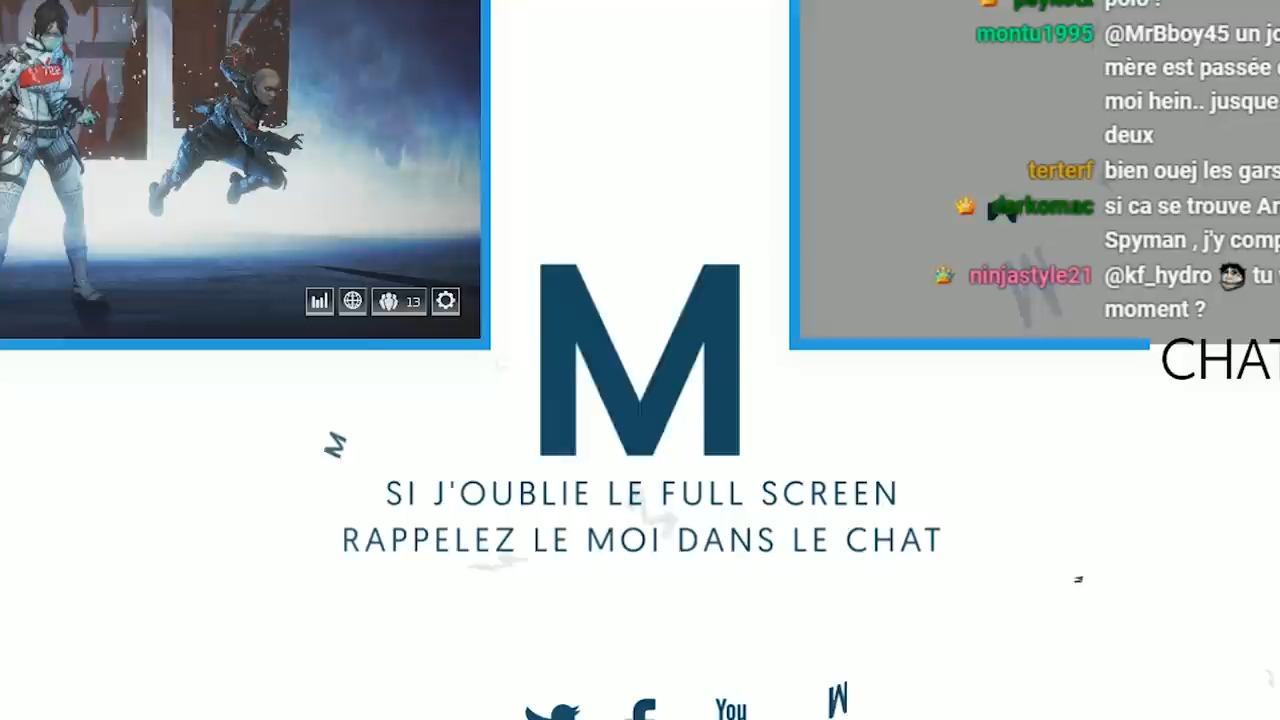 13
polo ?
montu1995 @MrBboy45 un jo
mère est passée
moi hein.. jusque
deux
terterf bien ouej les gars
darkomac si ca se trouve Ar
Spyman , j'y comp
ninjastyle21 @kf_hydro tu
moment ?
CHAT
M
M
SI J'OUBLIE LE FULL SCREEN
RAPPELEZ LE MOI DANS LE CHAT
You
M